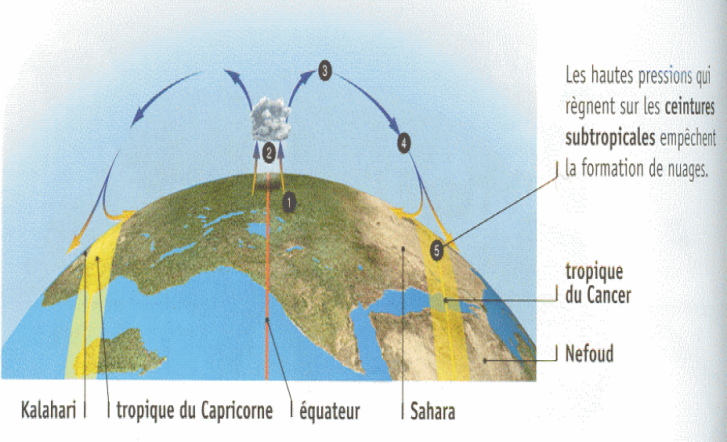 3
2
4
1
5
Les hautes pressions qui
règnent sur les ceintures
subtropicales empêchent
la formation de nuages.
tropique
du Cancer
Nefoud
Kalahari
tropique du Capricorne
équateur
Sahara